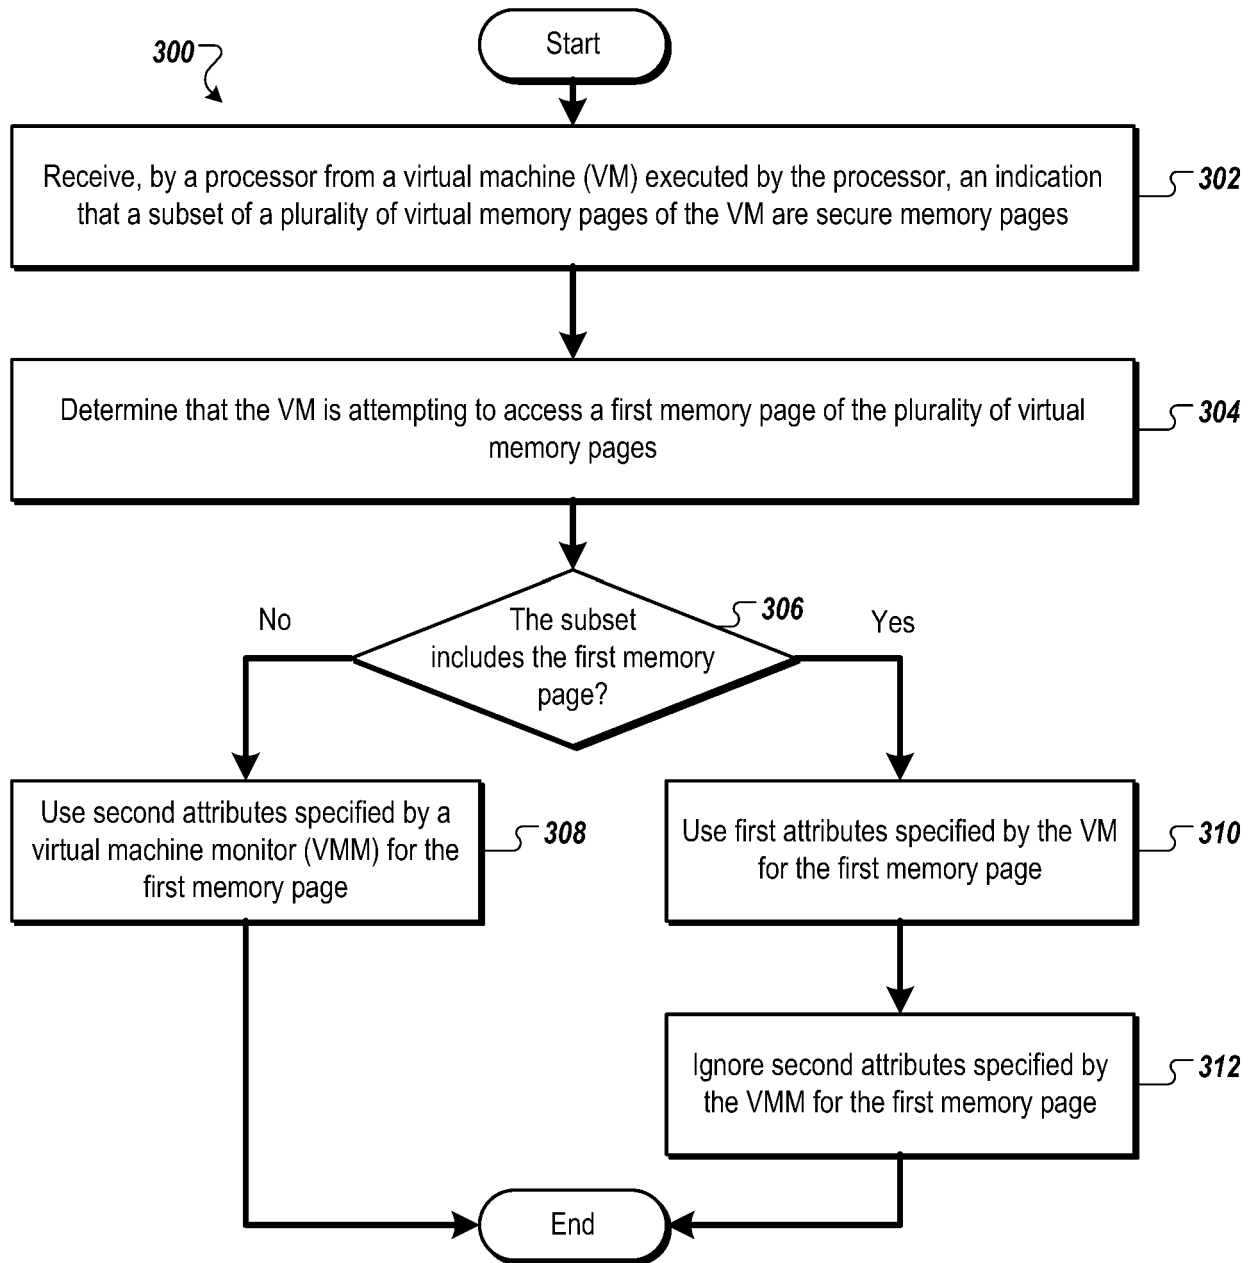 Start
300
Receive, by a processor from a virtual machine (VM) executed by the processor, an indication
that a subset of a plurality of virtual memory pages of the VM are secure memory pages
302
Determine that the VM is attempting to access a first memory page of the plurality of virtual
memory pages
304
No
The subset
includes the first memory
page?
306
Yes
Use second attributes specified by a
virtual machine monitor (VMM) for the
first memory page
308
Use first attributes specified by the VM
for the first memory page
310
Ignore second attributes specified by
the VMM for the first memory page
312
End